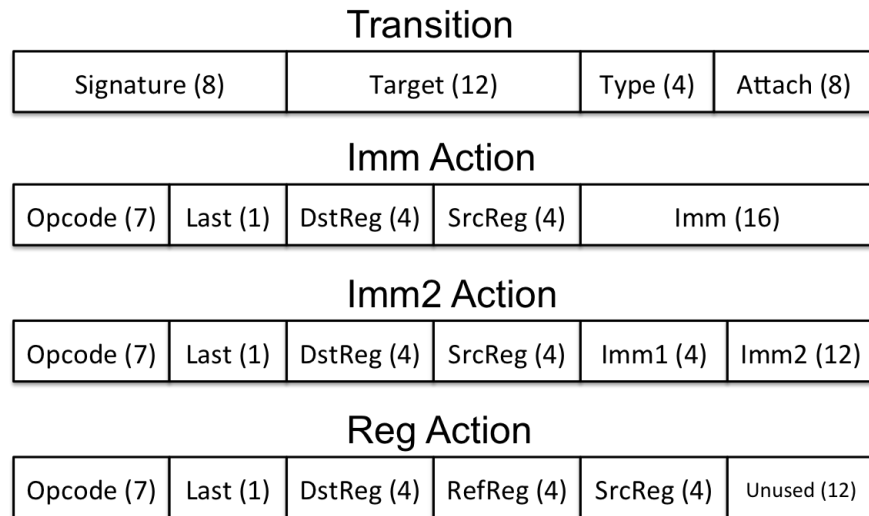 Transition
Signature (8) Target (12) Type (4) Attach (8)
Imm Action
Opcode (7) Last (1) DstReg (4) SrcReg (4) Imm (16)
Imm2 Action
Opcode (7) Last (1) DstReg (4) SrcReg (4) Imm1 (4) Imm2 (12)
Reg Action
Opcode (7) Last (1) DstReg (4) RefReg (4) SrcReg (4) Unused (12)